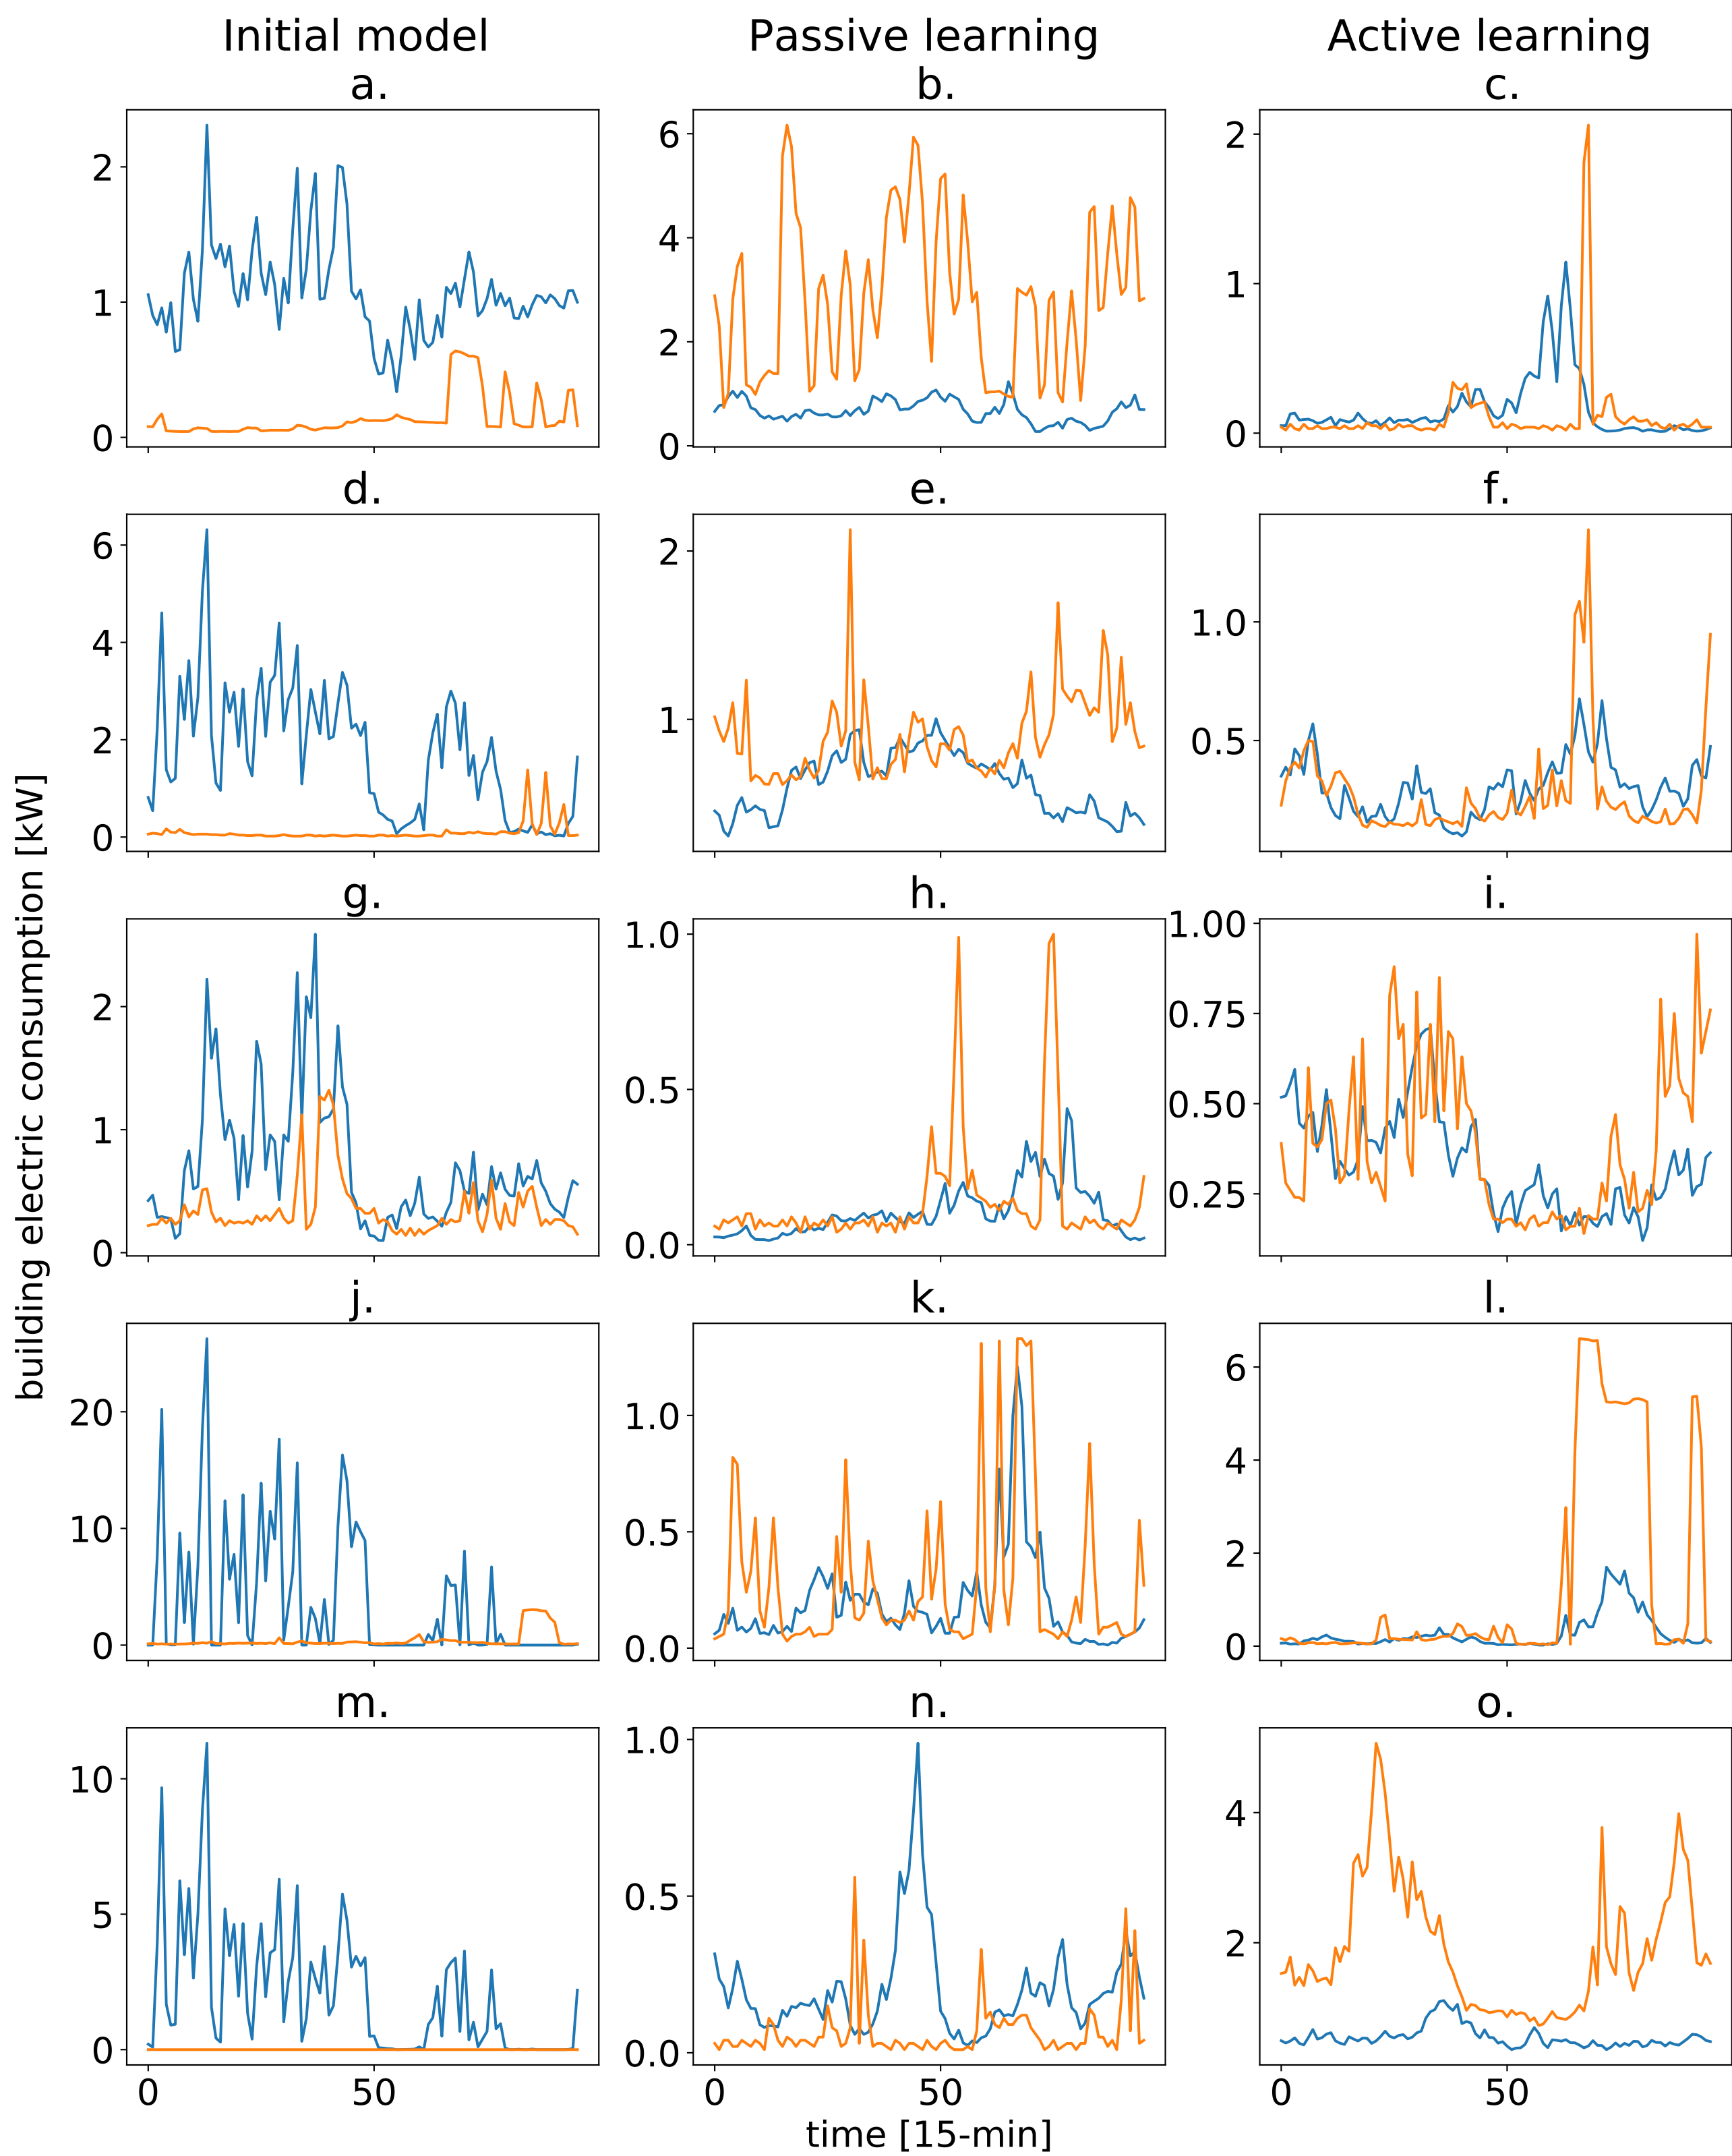 Initial model
Passive learning
Active learning
a.
b.
c.
2
1
0
6
4
2
0
2
1
0
d.
e.
f.
6
4
2
0
2
1
1.0
0.5
g.
h.
i.
2
1
0
1.0
0.5
0.0
1.00
0.75
0.50
0.25
building electric consumption [kW]
j.
k.
l.
20
10
0
1.0
0.5
0.0
6
4
2
0
m.
n.
o.
10
5
0
1.0
0.5
0.0
4
2
0
50
0
50
0
50
time [15-min]